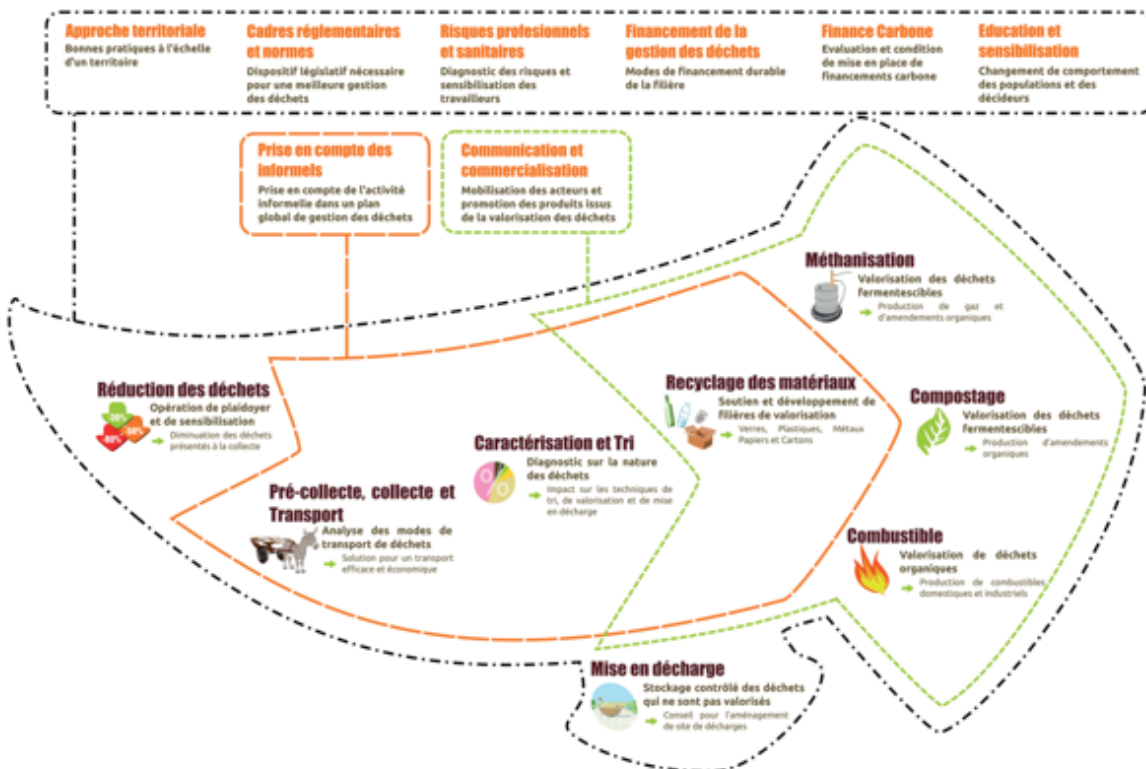 Approche territoriale
Bonnes pratiques à l'échelle
d'un territoire
Cadres réglementaires
et normes
Dispositif législatif nécessaire
pour une meilleure gestion
des déchets
Risques profesionnels
et sanitaires
Diagnostic des risques et
sensibilisation des
travailleurs
Financement de la
gestion des déchets
Modes de financement durable
de la filière
Finance Carbone
Evaluation et condition
de mise en place de
financements carbone
Education et
sensibilisation
Changement de comportement
des populations et des
décideurs
Prise en compte des
informels
Prise en compte de l'activité
informelle dans un plan
global de gestion des déchets
Communication et
commercialisation
Mobilisation des acteurs et
promotion des produits issus
de la valorisation des déchets
Méthanisation
Valorisation des déchets
fermentescibles
Production de gaz et
d'amendements organiques
Réduction des déchets
-20%
-50%
-80%
Opération de plaidoyer
et de sensibilisation
Diminution des déchets
présentés à la collecte
Recyclage des matériaux
Soutien et développement de
filières de valorisation
Verres, Plastiques, Métaux
Papiers et Cartons
Compostage
Valorisation des déchets
fermentescibles
Production d'amendements
organiques
Caractérisation et Tri
Diagnostic sur la nature
des déchets
Impact sur les techniques de
tri, de valorisation et de mise
en décharge
Pré-collecte, collecte et
Transport
Analyse des modes de
transport de déchets
Solution pour un transport
efficace et économique
Combustible
Valorisation de déchets
organiques
Production de combustibles
domestiques et industriels
Mise en décharge
Stockage contrôlé des déchets
qui ne sont pas valorisés
Conseil pour l'aménagement
de site de décharges